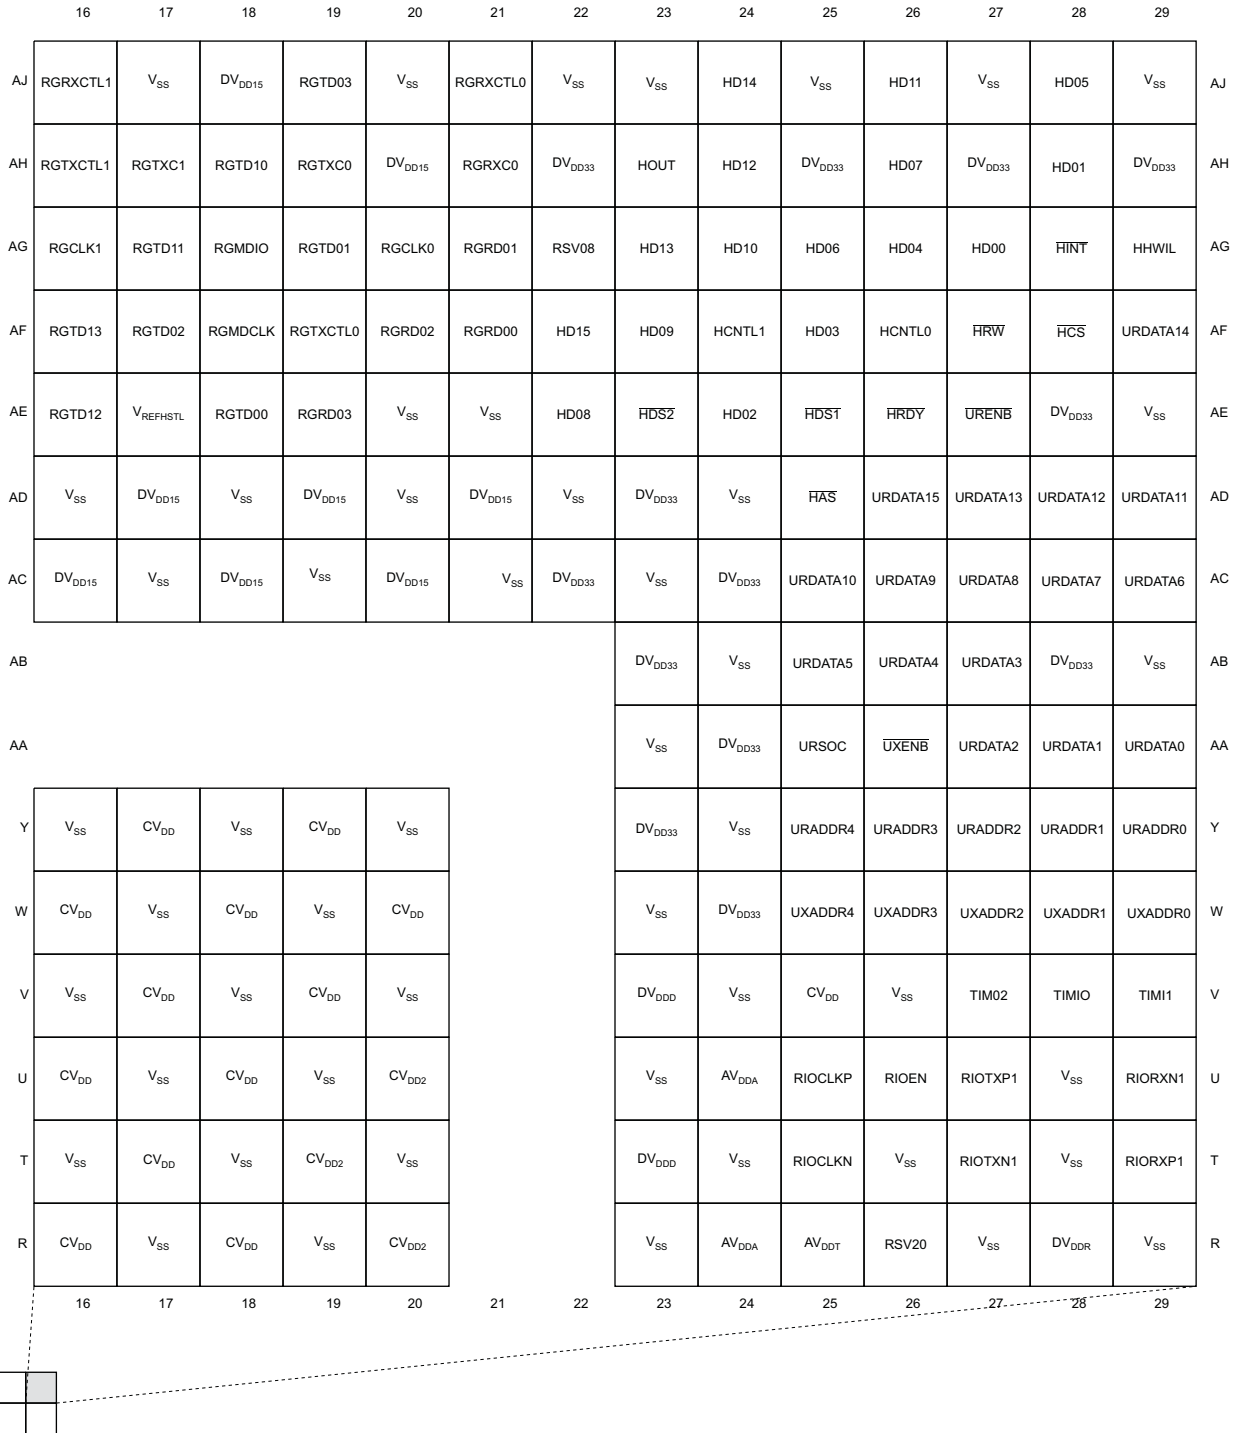 16 17 18 19 20 21 22 23 24 25 26 27 28 29
AJ RGRXCTL1 VSS DVDD15 RGTD03 VSS RGRXCTL0 VSS VSS HD14 VSS HD11 VSS HD05 VSS AJ
AH RGTXCTL1 RGTXC1 RGTD10 RGTXC0 DVDD15 RGRXC0 DVDD33 HOUT HD12 DVDD33 HD07 DVDD33 HD01 DVDD33 AH
AG RGCLK1 RGTD11 RGMDIO RGTD01 RGCLK0 RGRD01 RSV08 HD13 HD10 HD06 HD04 HD00 HINT HHWIL AG
AF RGTD13 RGTD02 RGMDCLK RGTXCTL0 RGRD02 RGRD00 HD15 HD09 HCNTL1 HD03 HCNTL0 HRW HCS URDATA14 AF
AE RGTD12 VREFHSTL RGTD00 RGRD03 VSS VSS HD08 HDS2 HD02 HDS1 HRDY URENB DVDD33 VSS AE
AD VSS DVDD15 VSS DVDD15 VSS DVDD15 VSS DVDD33 VSS HAS URDATA15 URDATA13 URDATA12 URDATA11 AD
AC DVDD15 VSS DVDD15 VSS DVDD15 VSS DVDD33 VSS DVDD33 URDATA10 URDATA9 URDATA8 URDATA7 URDATA6 AC
AB DVDD33 VSS URDATA5 URDATA4 URDATA3 DVDD33 VSS AB
AA VSS DVDD33 URSOC UXENB URDATA2 URDATA1 URDATA0 AA
Y VSS CVDD VSS CVDD VSS DVDD33 VSS URADDR4 URADDR3 URADDR2 URADDR1 URADDR0 Y
W CVDD VSS CVDD VSS CVDD VSS DVDD33 UXADDR4 UXADDR3 UXADDR2 UXADDR1 UXADDR0 W
V VSS CVDD VSS CVDD VSS DVDDD VSS CVDD VSS TIM02 TIMIO TIMI1 V
U CVDD VSS CVDD VSS CVDD2 VSS AVDDA RIOCLKP RIOEN RIOTXP1 VSS RIORXN1 U
T VSS CVDD VSS CVDD2 VSS DVDDD VSS RIOCLKN VSS RIOTXN1 VSS RIORXP1 T
R CVDD VSS CVDD VSS CVDD2 VSS AVDDA AVDDT RSV20 VSS DVDDR VSS R
16 17 18 19 20 21 22 23 24 25 26 27 28 29